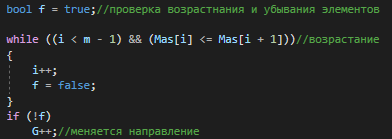 bool f = true;//проверка возрастнания и убывания элементов
while ((i < m - 1) && (Mas[i] <= Mas[i + 1]))//возрастание
{
i++;
f = false;
}
if (!f)
G++;//меняется направление